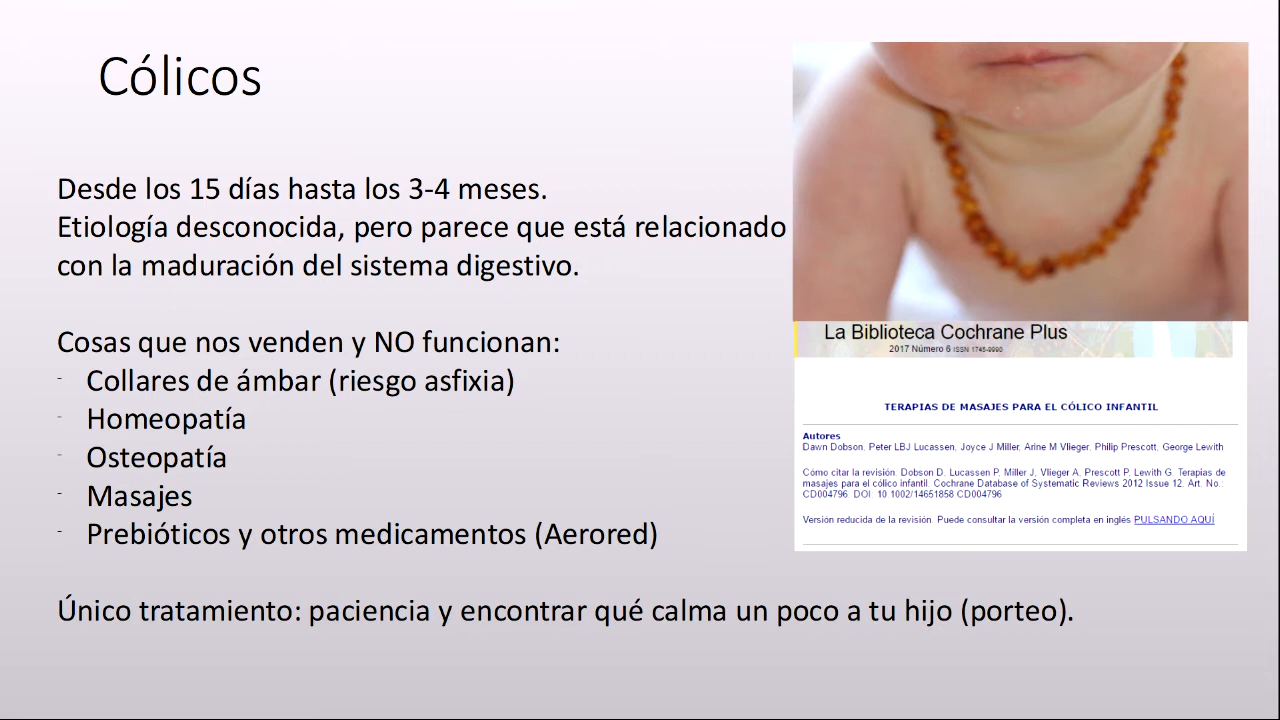 Cólicos
Desde los 15 días hasta los 3-4 meses.
Etiología desconocida, pero parece que está relacionado
con la maduración del sistema digestivo.
Cosas que nos venden y NO funcionan:
- Collares de ámbar (riesgo asfixia)
- Homeopatía
- Osteopatía
- Masajes
- Prebióticos y otros medicamentos (Aerored)
Único tratamiento: paciencia y encontrar qué calma un poco a tu hijo (porteo).
La Biblioteca Cochrane Plus
2017 Número 6 ISSN 1745-9990
TERAPIAS DE MASAJES PARA EL CÓLICO INFANTIL
Autores
Dawn Dobson, Peter LBJ Lucassen, Joyce J Miller, Arine M Vlieger, Philip Prescott, George Lewith
Cómo citar la revisión: Dobson D, Lucassen P, Miller J, Vlieger A, Prescott P, Lewith G. Terapias de
masajes para el cólico infantil. Cochrane Database of Systematic Reviews 2012 Issue 12. Art. No.:
CD004796. DOI: 10.1002/14651858.CD004796
Versión reducida de la revisión. Puede consultar la versión completa en inglés PULSANDO AQUÍ